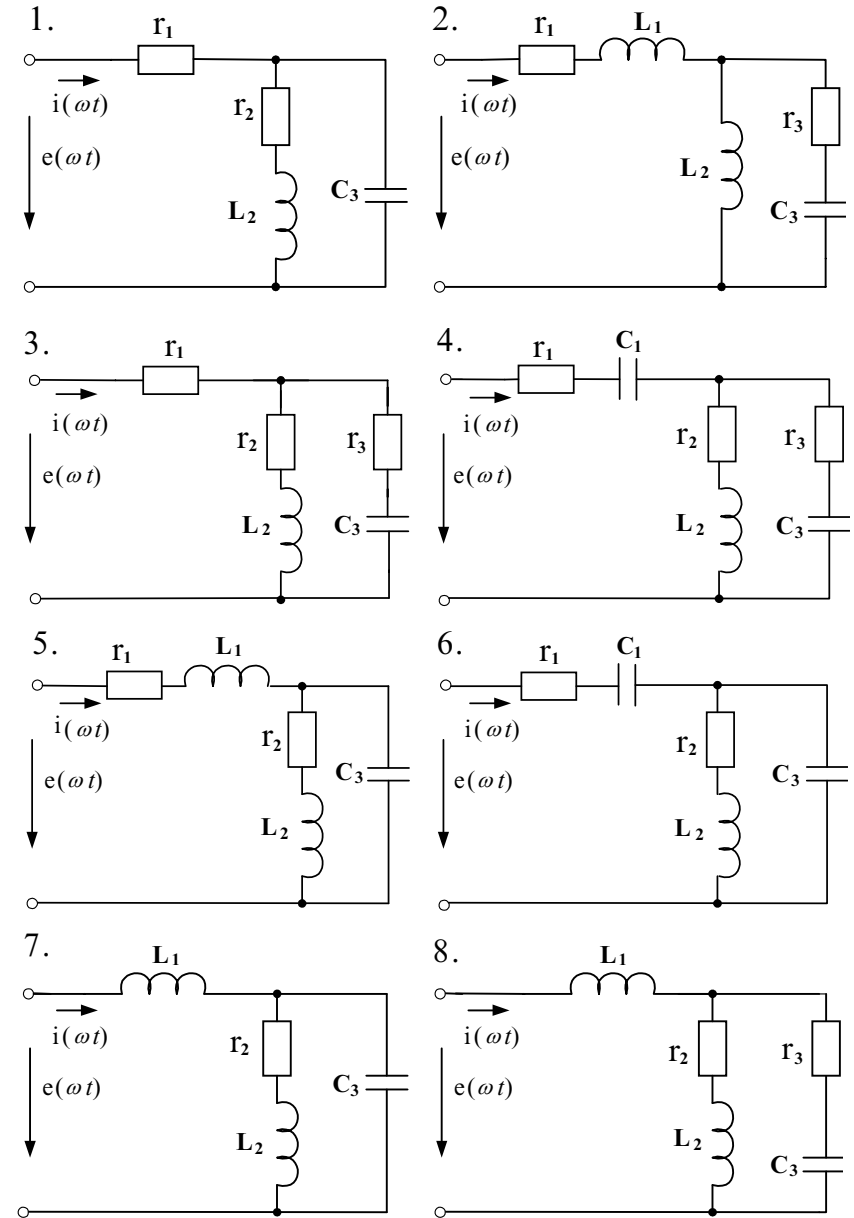 1.
r₁
i(ωt)
e(ωt)
r₂
L₂
C₃
2.
r₁
L₁
i(ωt)
e(ωt)
L₂
r₃
C₃
3.
r₁
i(ωt)
e(ωt)
r₂
L₂
r₃
C₃
4.
r₁
C₁
i(ωt)
e(ωt)
r₂
L₂
r₃
C₃
5.
r₁
L₁
i(ωt)
e(ωt)
r₂
L₂
C₃
6.
r₁
C₁
i(ωt)
e(ωt)
r₂
L₂
C₃
7.
L₁
i(ωt)
e(ωt)
r₂
L₂
C₃
8.
L₁
i(ωt)
e(ωt)
r₂
L₂
r₃
C₃